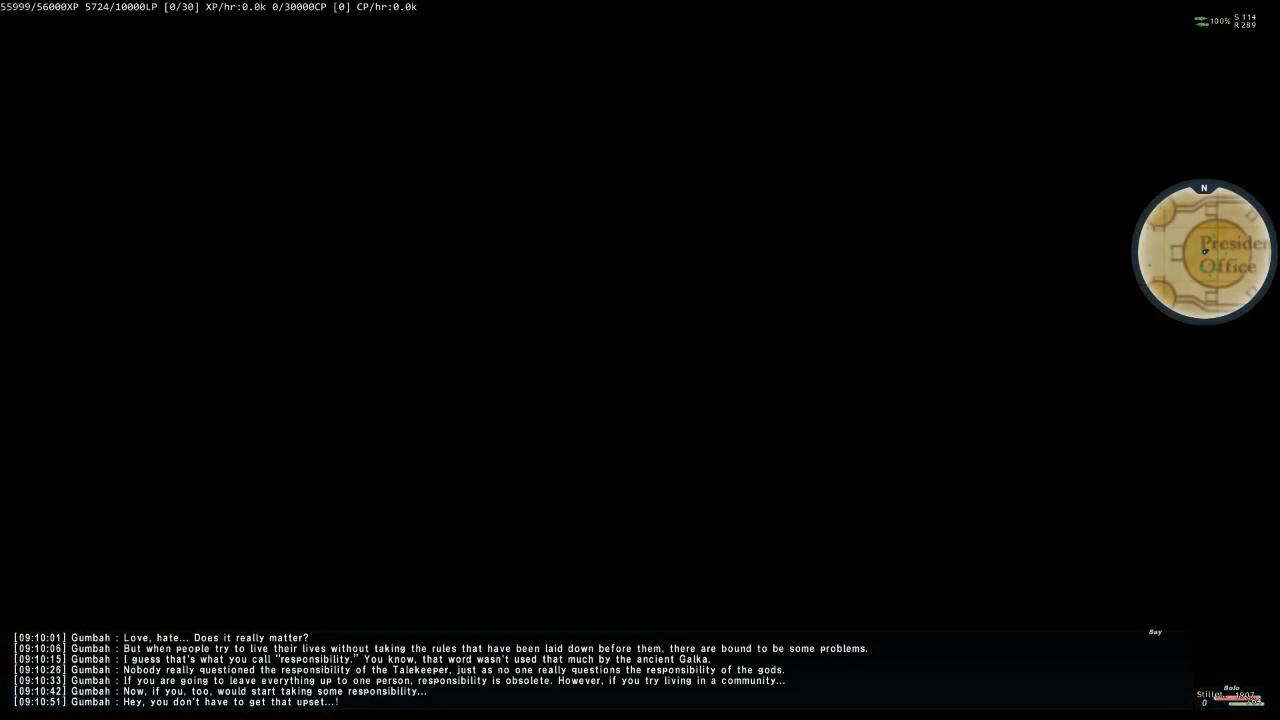 55999/56000XP 5724/10000LP [0/30] XP/hr:0.0k 0/30000CP [0] CP/hr:0.0k
100% S 114
R 289
N
Presiden
Office
Say
[09:10:01] Gumbah : Love, hate... Does it really matter?
[09:10:06] Gumbah : But when people try to live their lives without taking the rules that have been laid down before them, there are bound to be some problems.
[09:10:15] Gumbah : I guess that's what you call "responsibility." You know, that word wasn't used that much by the ancient Galka.
[09:10:26] Gumbah : Nobody really questioned the responsibility of the Talekeeper, just as no one really questions the responsibility of the gods.
[09:10:33] Gumbah : If you are going to leave everything up to one person, responsibility is obsolete. However, if you try living in a community...
[09:10:42] Gumbah : Now, if you, too, would start taking some responsibility...
[09:10:51] Gumbah : Hey, you don't have to get that upset...!
Solo
0